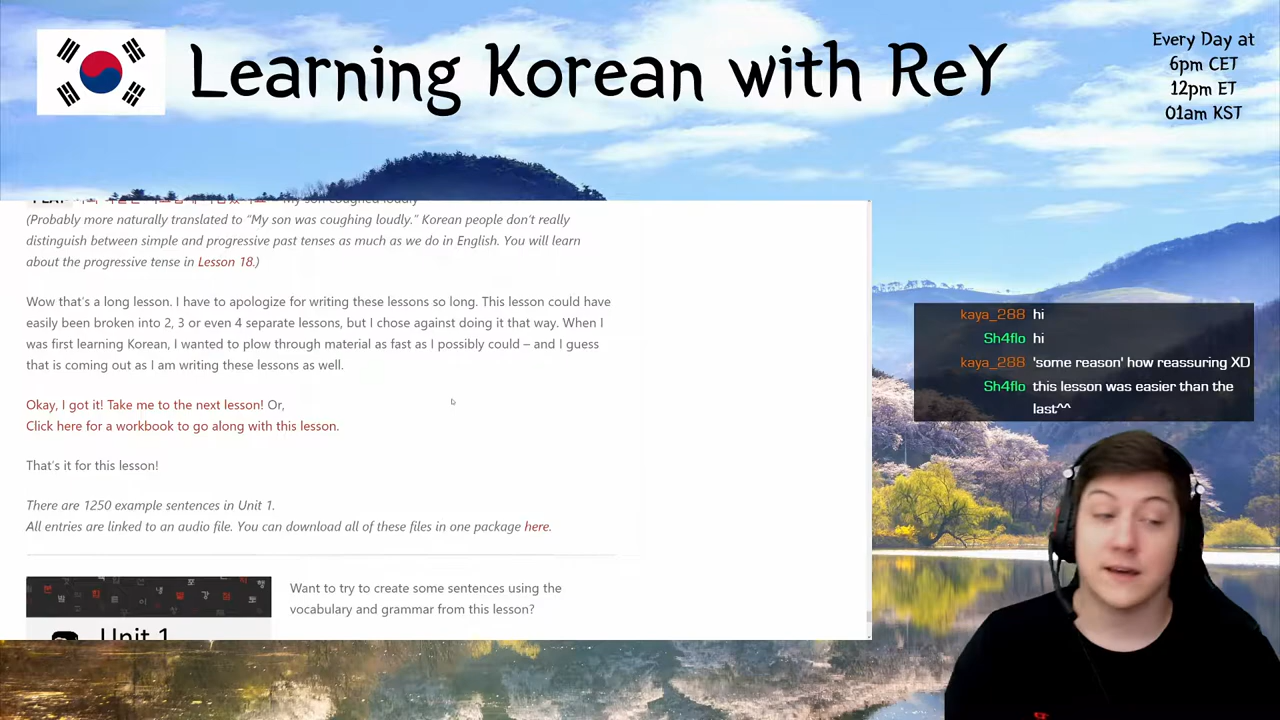 Learning Korean with ReY
Every Day at
6pm CET
12pm ET
01am KST
"My son coughed loudly"
(Probably more naturally translated to “My son was coughing loudly.” Korean people don’t really
distinguish between simple and progressive past tenses as much as we do in English. You will learn
about the progressive tense in Lesson 18.)
Wow that’s a long lesson. I have to apologize for writing these lessons so long. This lesson could have
easily been broken into 2, 3 or even 4 separate lessons, but I chose against doing it that way. When I
was first learning Korean, I wanted to plow through material as fast as I possibly could – and I guess
that is coming out as I am writing these lessons as well.
Okay, I got it! Take me to the next lesson! Or,
Click here for a workbook to go along with this lesson.
That’s it for this lesson!
There are 1250 example sentences in Unit 1.
All entries are linked to an audio file. You can download all of these files in one package here.
Want to try to create some sentences using the
vocabulary and grammar from this lesson?
Unit 1
kaya_288 hi
Sh4flo hi
kaya_288 'some reason' how reassuring XD
Sh4flo this lesson was easier than the
last^^